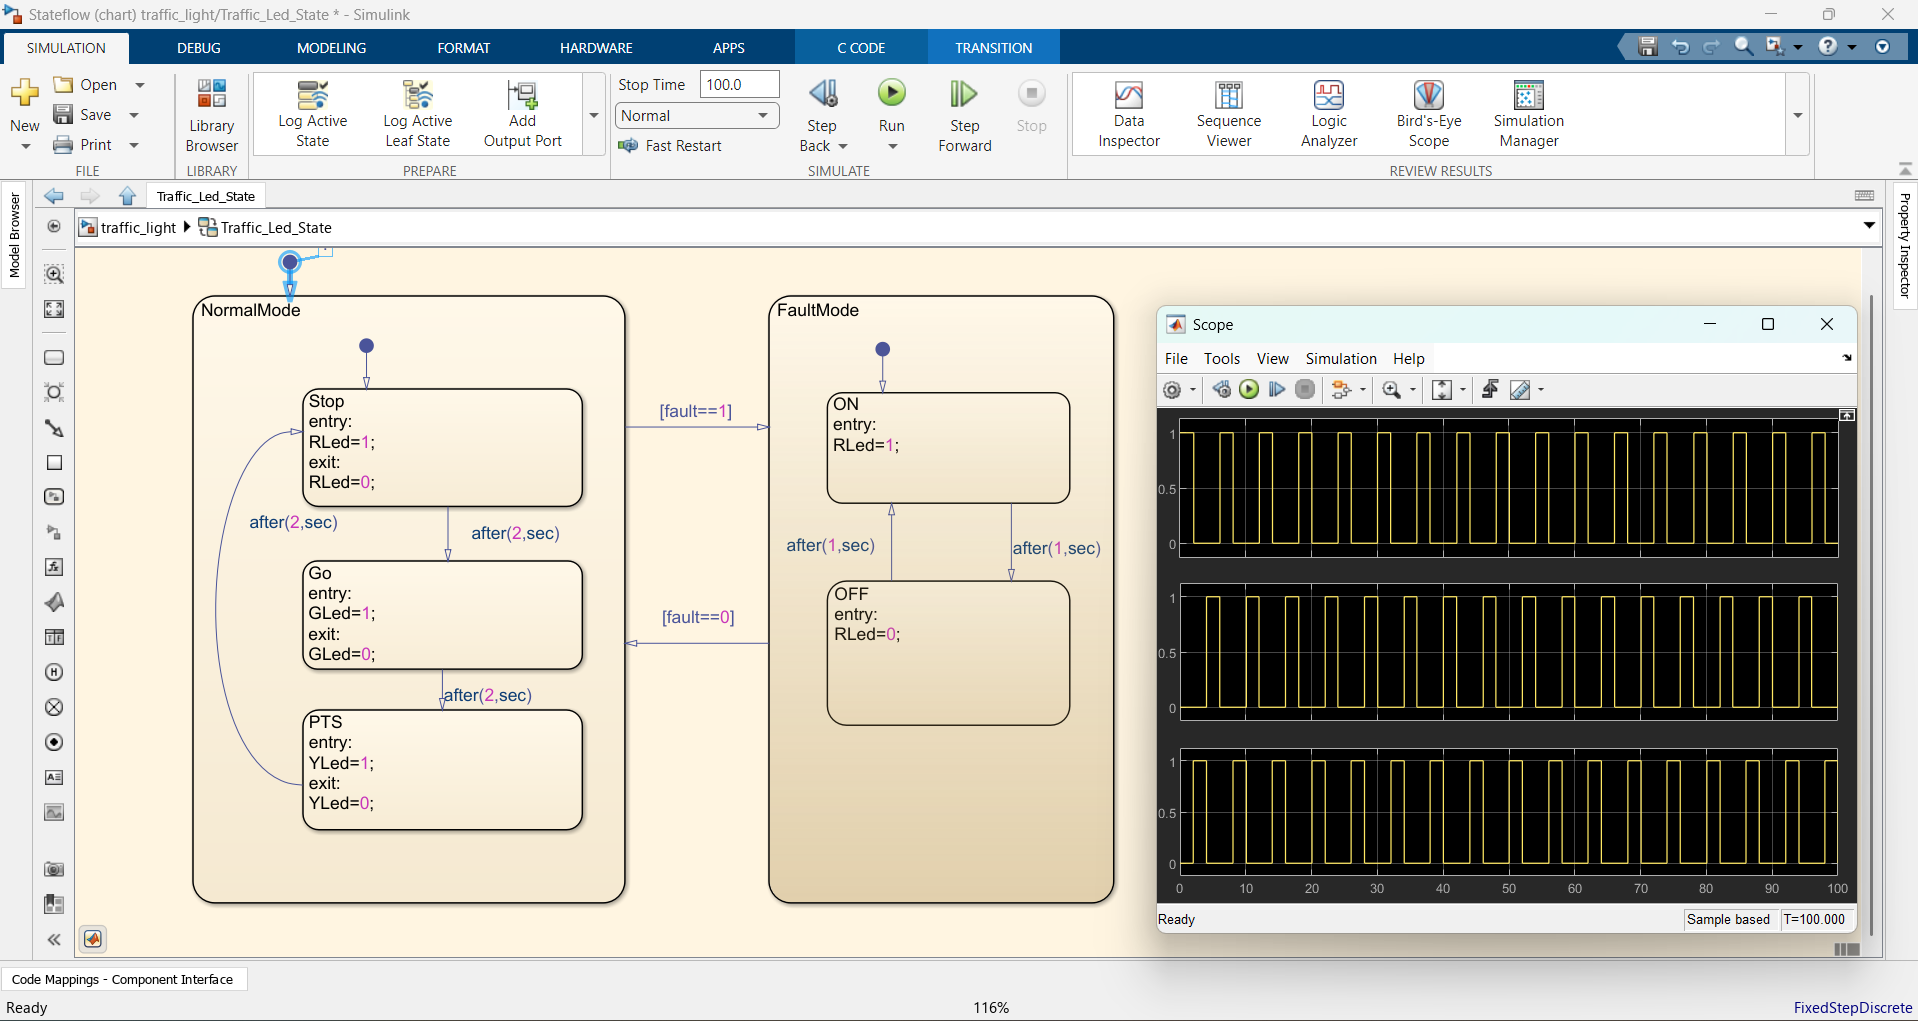 Stateflow (chart) traffic_light/Traffic_Led_State * - Simulink
SIMULATION
DEBUG
MODELING
FORMAT
HARDWARE
APPS
C CODE
TRANSITION
New
Open
Save
Print
FILE
Library
Browser
LIBRARY
Log Active
State
Log Active
Leaf State
Add
Output Port
PREPARE
Stop Time
100.0
Normal
Fast Restart
Step
Back
Run
Step
Forward
Stop
SIMULATE
Data
Inspector
Sequence
Viewer
Logic
Analyzer
Bird's-Eye
Scope
Simulation
Manager
REVIEW RESULTS
Model Browser
Property Inspector
Traffic_Led_State
traffic_light
Traffic_Led_State
NormalMode
Stop
entry:
RLed=1;
exit:
RLed=0;
after(2,sec)
after(2,sec)
Go
entry:
GLed=1;
exit:
GLed=0;
after(2,sec)
PTS
entry:
YLed=1;
exit:
YLed=0;
[fault==1]
[fault==0]
FaultMode
ON
entry:
RLed=1;
after(1,sec)
after(1,sec)
OFF
entry:
RLed=0;
Scope
File Tools View Simulation Help
1
0.5
0
1
0.5
0
1
0.5
0
0 10 20 30 40 50 60 70 80 90 100
Ready
Sample based
T=100.000
Code Mappings - Component Interface
Ready
116%
FixedStepDiscrete